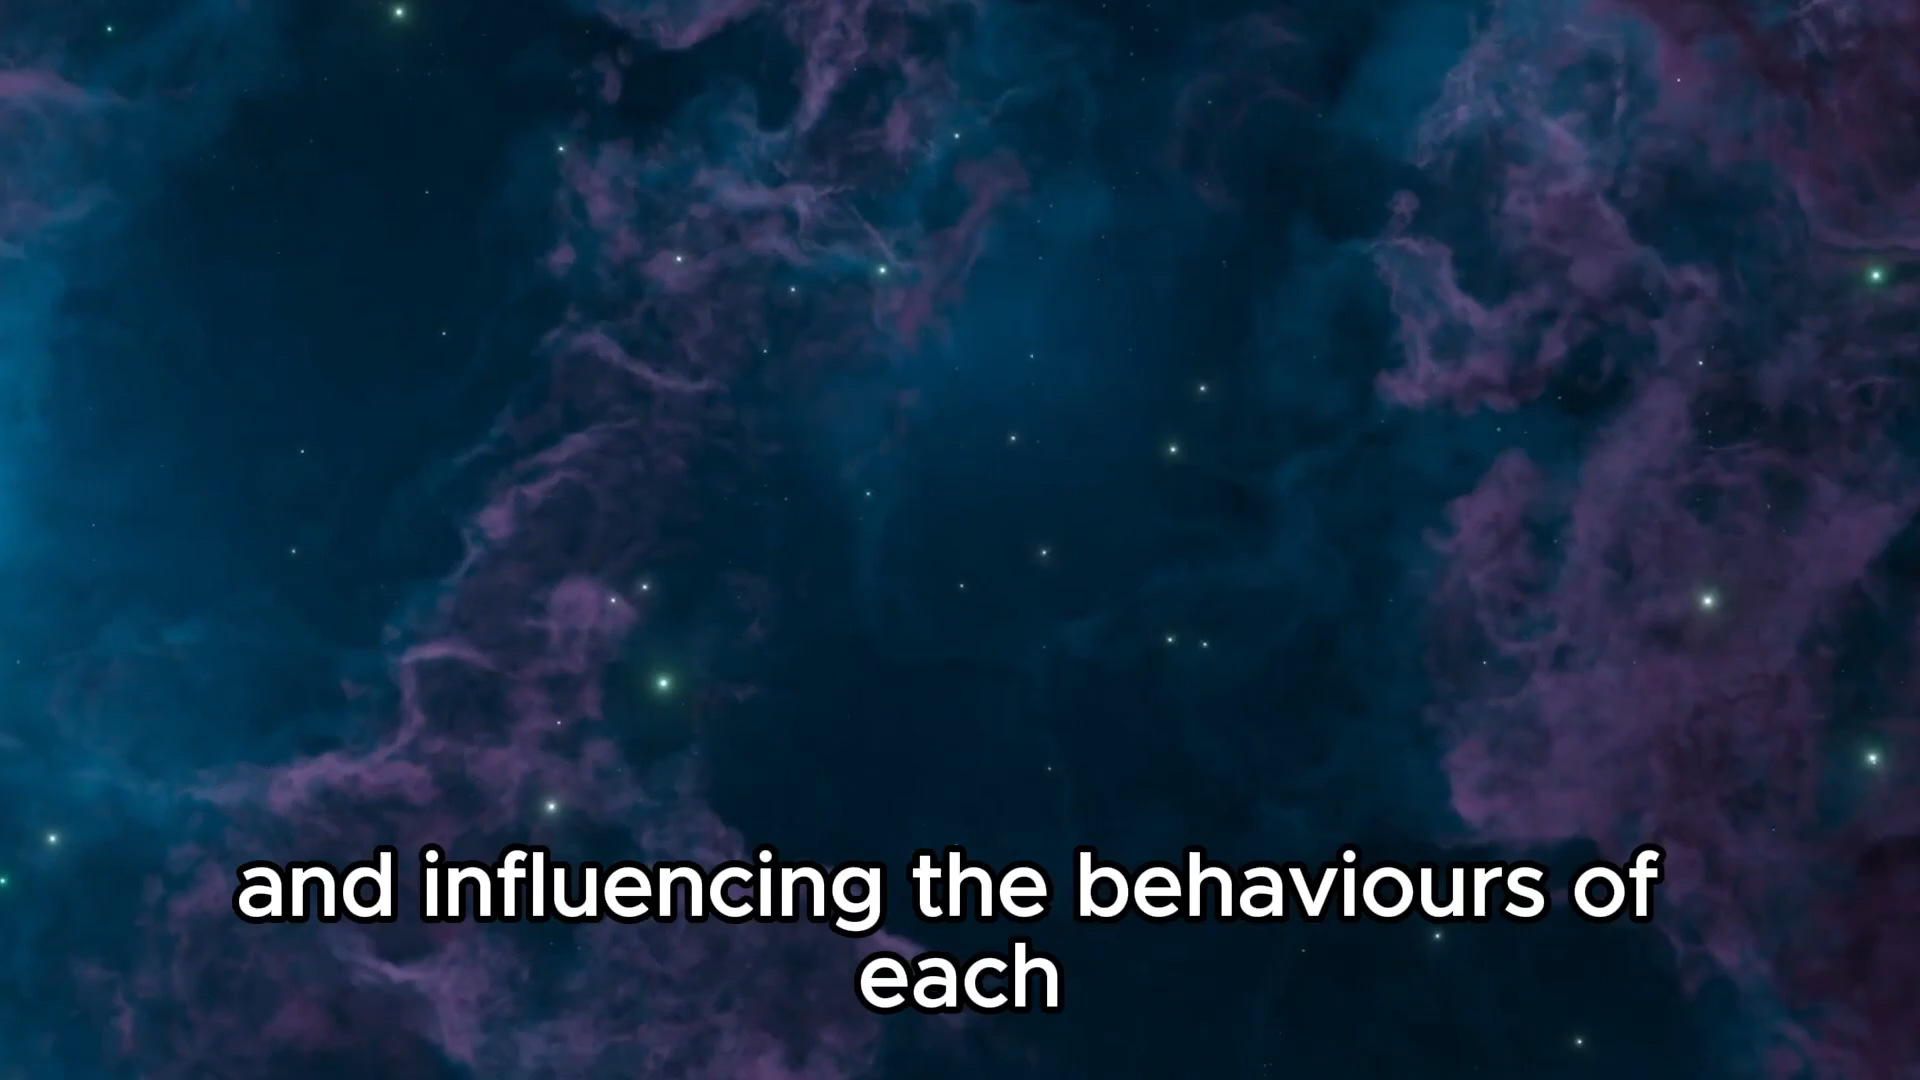 and influencing the behaviours of
each